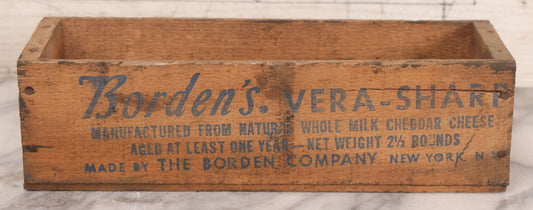 Borden's. VERA-SHARP
MANUFACTURED FROM NATURAL WHOLE MILK CHEDDAR CHEESE
AGED AT LEAST ONE YEAR — NET WEIGHT 2½ POUNDS
MADE BY THE BORDEN COMPANY, NEW YORK, N.Y.